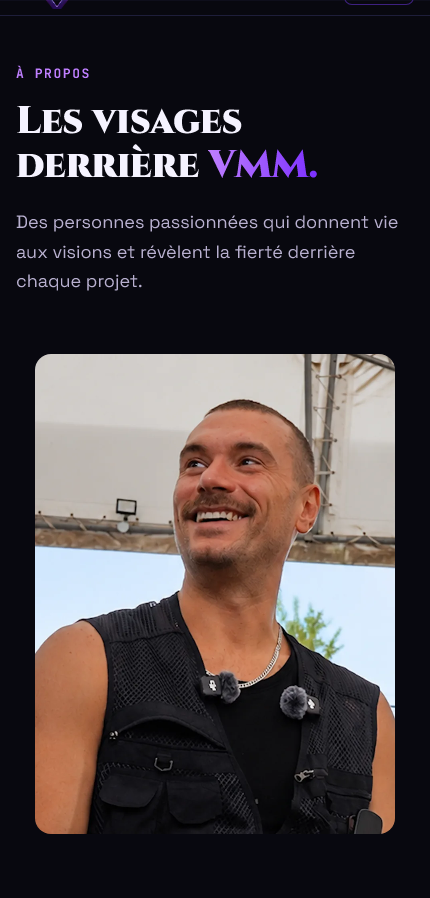 À PROPOS
Les visages
derrière VMM.
Des personnes passionnées qui donnent vie
aux visions et révèlent la fierté derrière
chaque projet.